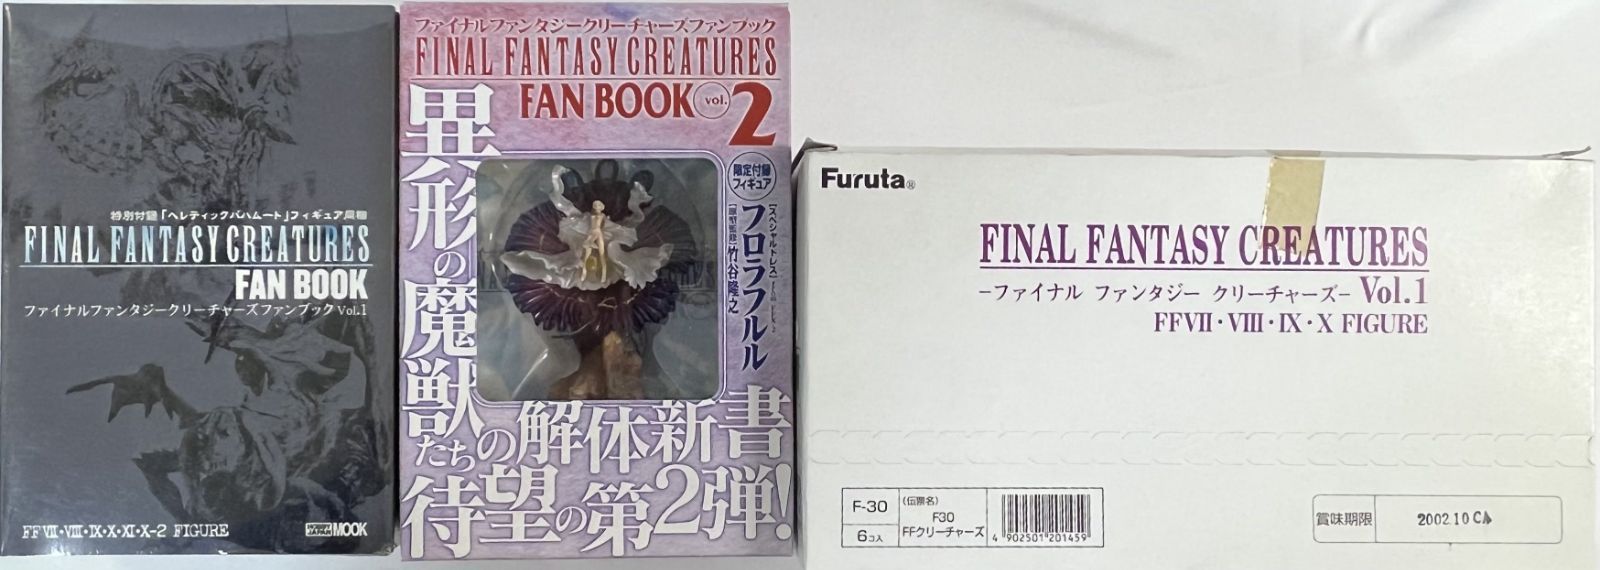 特別付録「ヘレティックバハムート」フィギュア同梱
FINAL FANTASY CREATURES
FAN BOOK
ファイナルファンタジークリーチャーズファンブック Vol.1
FF VII・VIII・IX・X・XI・X-2 FIGURE
MOOK
ファイナルファンタジークリーチャーズファンブック
FINAL FANTASY CREATURES
FAN BOOK vol. 2
異形の魔獣
たちの解体新書
待望の第2弾!
限定付録
フィギュア
フロラフルル
[スペシャルドレス]
竹谷隆之
Furuta®
FINAL FANTASY CREATURES
-ファイナル ファンタジー クリーチャーズ- Vol.1
FFVII・VIII・IX・X FIGURE
F-30
6コ入
(伝票名)
F30
FFクリーチャーズ
4 902501 201459
賞味期限
2002.10 CA